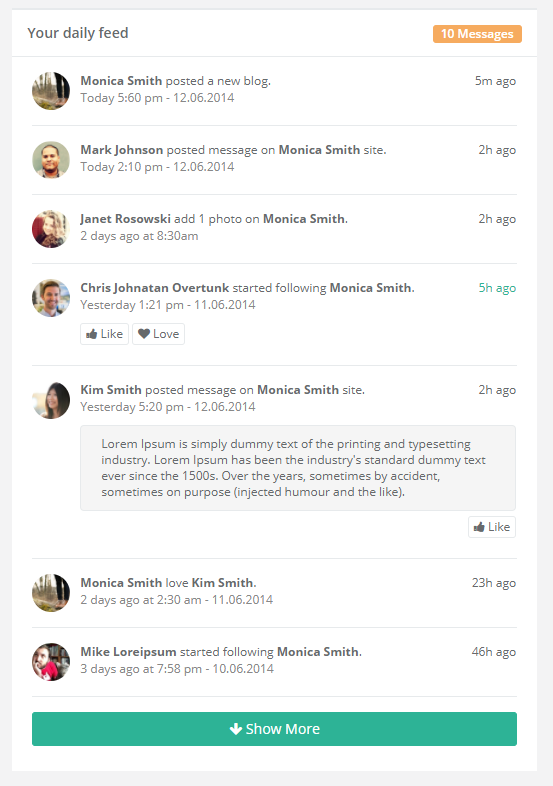 Your daily feed
10 Messages
Monica Smith posted a new blog.
5m ago
Today 5:60 pm - 12.06.2014
Mark Johnson posted message on Monica Smith site.
2h ago
Today 2:10 pm - 12.06.2014
Janet Rosowski add 1 photo on Monica Smith.
2h ago
2 days ago at 8:30am
Chris Johnatan Overtunk started following Monica Smith.
5h ago
Yesterday 1:21 pm - 11.06.2014
Like
Love
Kim Smith posted message on Monica Smith site.
2h ago
Yesterday 5:20 pm - 12.06.2014
Lorem Ipsum is simply dummy text of the printing and typesetting
industry. Lorem Ipsum has been the industry's standard dummy text
ever since the 1500s. Over the years, sometimes by accident,
sometimes on purpose (injected humour and the like).
Like
Monica Smith love Kim Smith.
23h ago
2 days ago at 2:30 am - 11.06.2014
Mike Loreipsum started following Monica Smith.
46h ago
3 days ago at 7:58 pm - 10.06.2014
Show More